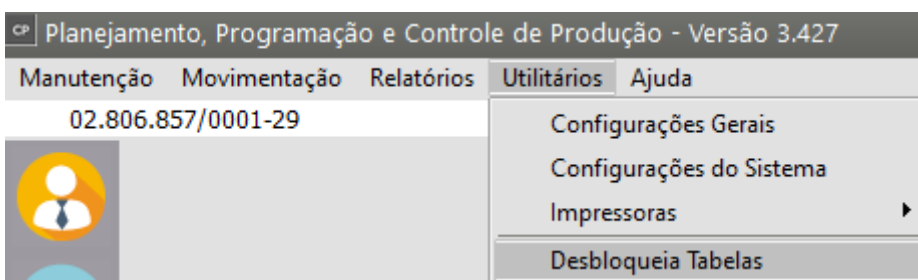 CP Planejamento, Programação e Controle de Produção - Versão 3.427
Manutenção Movimentação Relatórios Utilitários Ajuda
02.806.857/0001-29
Configurações Gerais
Configurações do Sistema
Impressoras
Desbloqueia Tabelas